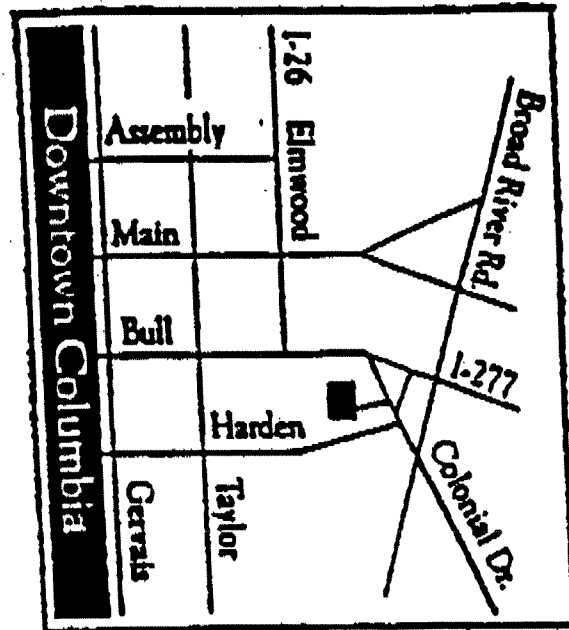 I-26 Elmwood
Broad River Rd.
Assembly
Main
Bull
I-277
Harden
Colonial Dr.
Taylor
Gervais
Downtown Columbia